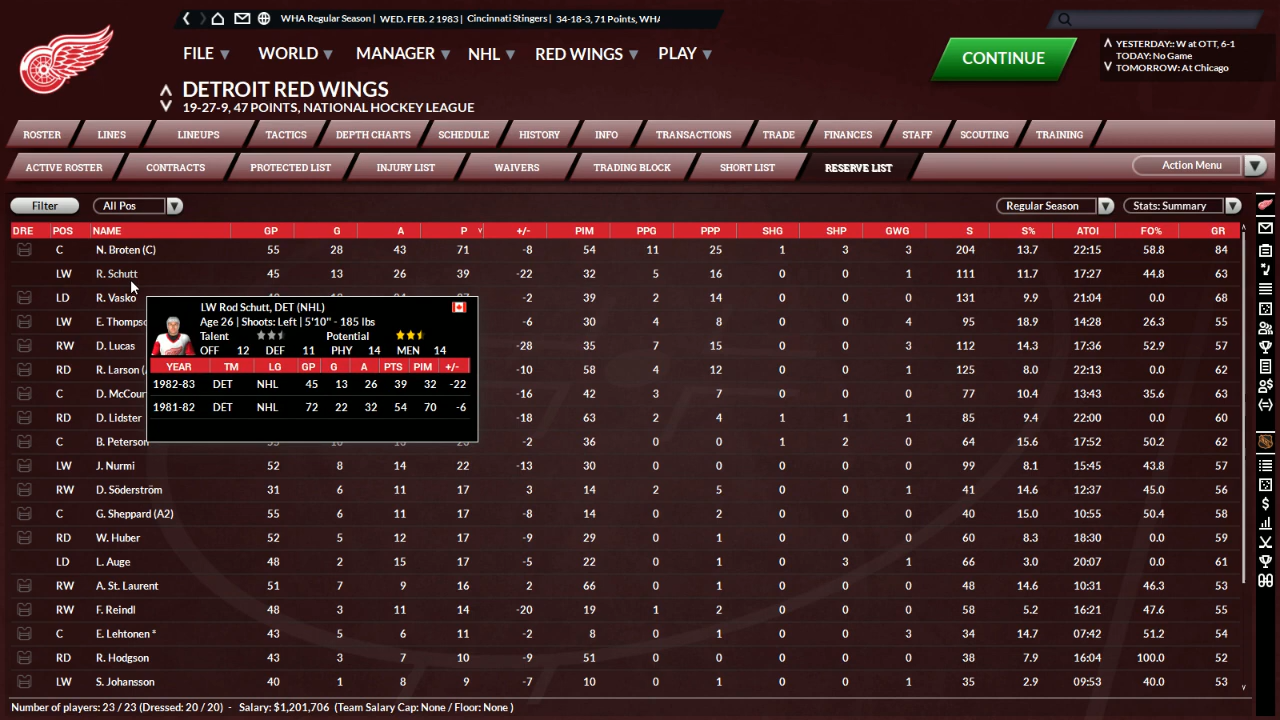 WHA Regular Season | WED. FEB. 2 1983 | Cincinnati Stingers | 34-18-3, 71 Points, WHA
FILE WORLD MANAGER NHL RED WINGS PLAY
CONTINUE
YESTERDAY:: W at OTT, 6-1
TODAY: No Game
TOMORROW: At Chicago
DETROIT RED WINGS
19-27-9, 47 POINTS, NATIONAL HOCKEY LEAGUE
ROSTER LINES LINEUPS TACTICS DEPTH CHARTS SCHEDULE HISTORY INFO TRANSACTIONS TRADE FINANCES STAFF SCOUTING TRAINING
ACTIVE ROSTER CONTRACTS PROTECTED LIST INJURY LIST WAIVERS TRADING BLOCK SHORT LIST RESERVE LIST Action Menu
Filter All Pos Regular Season Stats: Summary
DRE POS NAME GP G A P +/- PIM PPG PPP SHG SHP GWG S S% ATOI FO% GR
C N. Broten (C) 55 28 43 71 -8 54 11 25 1 3 3 204 13.7 22:15 58.8 84
LW R. Schutt 45 13 26 39 -22 32 5 16 0 0 1 111 11.7 17:27 44.8 63
LD R. Vasko -2 39 2 14 0 0 0 131 9.9 21:04 0.0 68
LW E. Thomps -6 30 4 8 0 0 4 95 18.9 14:28 26.3 55
RW D. Lucas -28 35 7 15 0 0 3 112 14.3 17:36 52.9 57
RD R. Larson -10 58 4 12 0 0 1 125 8.0 22:13 0.0 62
C D. McCour -16 42 3 7 0 0 2 77 10.4 13:43 35.6 63
RD D. Lidster -18 63 2 4 1 1 1 85 9.4 22:00 0.0 60
C B. Peterson -2 36 0 0 1 2 0 64 15.6 17:52 50.2 62
LW J. Nurmi 52 8 14 22 -13 30 0 0 0 0 0 99 8.1 15:45 43.8 57
RW D. Söderström 31 6 11 17 3 14 2 5 0 0 1 41 14.6 12:37 45.0 56
C G. Sheppard (A2) 55 6 11 17 -8 14 0 2 0 0 0 40 15.0 10:55 50.4 58
RD W. Huber 52 5 12 17 -9 29 0 1 0 0 0 60 8.3 18:30 0.0 59
LD L. Auge 48 2 15 17 -5 22 0 1 0 3 1 66 3.0 20:07 0.0 61
RW A. St. Laurent 51 7 9 16 2 66 0 1 0 0 0 48 14.6 10:31 46.3 53
RW F. Reindl 48 3 11 14 -20 19 1 2 0 0 0 58 5.2 16:21 47.6 55
C E. Lehtonen * 43 5 6 11 -2 8 0 1 0 0 3 34 14.7 07:42 51.2 54
RD R. Hodgson 43 3 7 10 -9 51 0 0 0 0 0 38 7.9 16:04 100.0 52
LW S. Johansson 40 1 8 9 -7 10 0 1 0 0 1 35 2.9 09:53 40.0 53
LW Rod Schutt, DET (NHL)
Age 26 | Shoots: Left | 5'10" - 185 lbs
Talent Potential
OFF 12 DEF 11 PHY 14 MEN 14
YEAR TM LG GP G A PTS PIM +/-
1982-83 DET NHL 45 13 26 39 32 -22
1981-82 DET NHL 72 22 32 54 70 -6
Number of players: 23 / 23 (Dressed: 20 / 20) - Salary: $1,201,706 (Team Salary Cap: None / Floor: None )